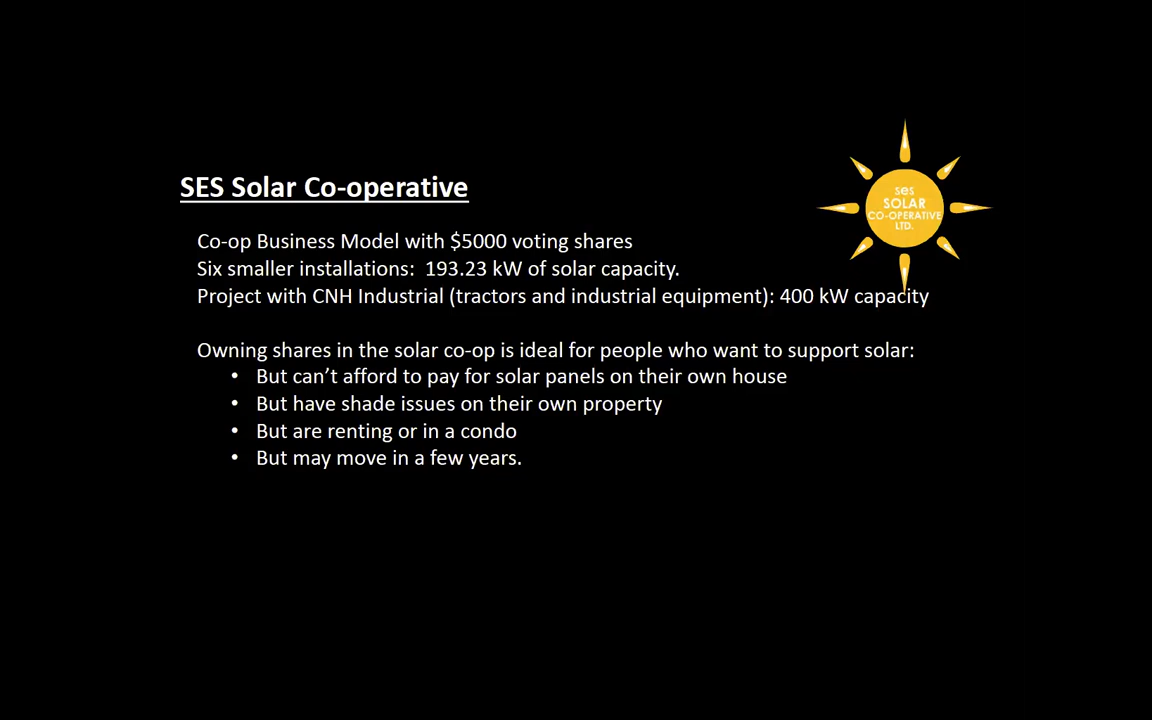 SES Solar Co-operative
ses
SOLAR
CO-OPERATIVE
LTD.
Co-op Business Model with $5000 voting shares
Six smaller installations:  193.23 kW of solar capacity.
Project with CNH Industrial (tractors and industrial equipment): 400 kW capacity
Owning shares in the solar co-op is ideal for people who want to support solar:
• But can’t afford to pay for solar panels on their own house
• But have shade issues on their own property
• But are renting or in a condo
• But may move in a few years.